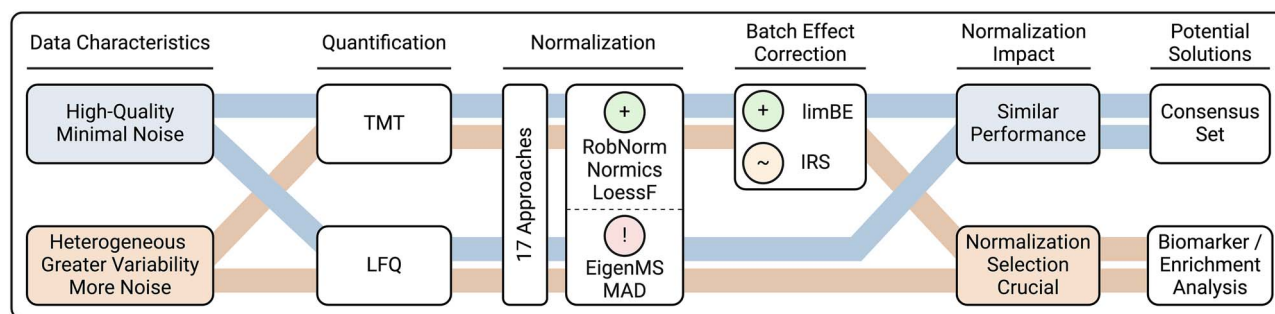 Data Characteristics
Quantification
Normalization
Batch Effect
Correction
Normalization
Impact
Potential
Solutions
High-Quality
Minimal Noise
Heterogeneous
Greater Variability
More Noise
TMT
LFQ
17 Approaches
+
RobNorm
Normics
LoessF
!
EigenMS
MAD
+ limBE
~ IRS
Similar
Performance
Normalization
Selection
Crucial
Consensus
Set
Biomarker /
Enrichment
Analysis